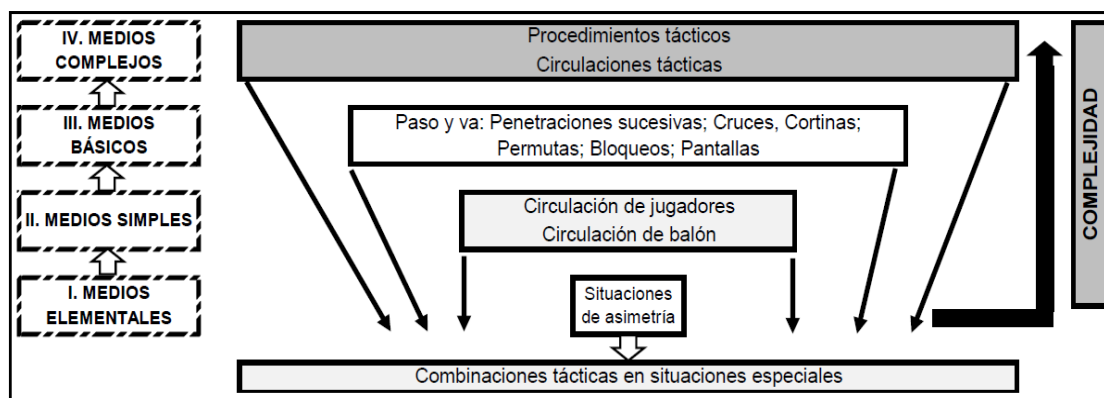 IV. MEDIOS
COMPLEJOS
Procedimientos tácticos
Circulaciones tácticas
III. MEDIOS
BÁSICOS
Paso y va: Penetraciones sucesivas; Cruces, Cortinas;
Permutas; Bloqueos; Pantallas
II. MEDIOS SIMPLES
Circulación de jugadores
Circulación de balón
I. MEDIOS
ELEMENTALES
Situaciones
de asimetría
Combinaciones tácticas en situaciones especiales
COMPLEJIDAD